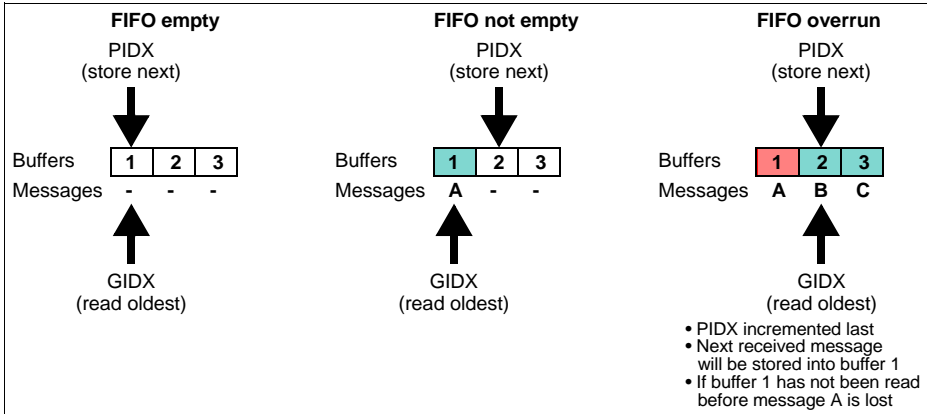 FIFO empty
PIDX
(store next)
Buffers 1 2 3
Messages - - -
GIDX
(read oldest)
FIFO not empty
PIDX
(store next)
Buffers 1 2 3
Messages A - -
GIDX
(read oldest)
FIFO overrun
PIDX
(store next)
Buffers 1 2 3
Messages A B C
GIDX
(read oldest)
• PIDX incremented last
• Next received message
will be stored into buffer 1
• If buffer 1 has not been read
before message A is lost